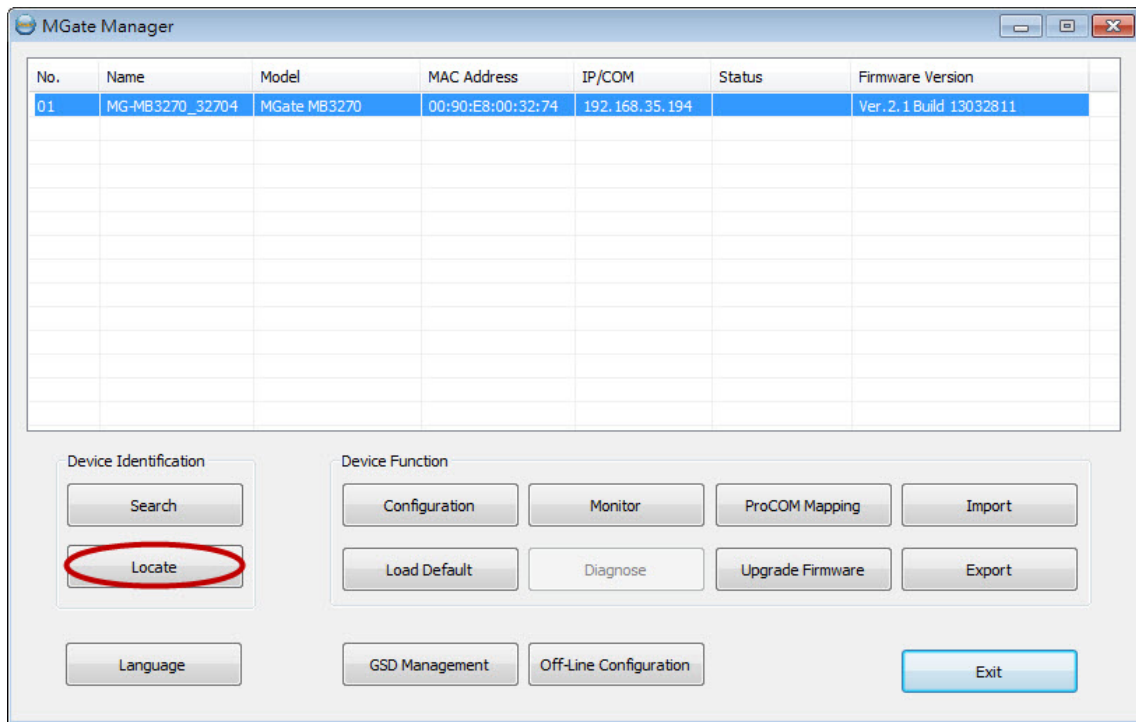 MGate Manager
No. Name Model MAC Address IP/COM Status Firmware Version
01 MG-MB3270_32704 MGate MB3270 00:90:E8:00:32:74 192.168.35.194 Ver.2.1 Build 13032811
Device Identification Device Function
Search Configuration Monitor ProCOM Mapping Import
Locate Load Default Diagnose Upgrade Firmware Export
Language GSD Management Off-Line Configuration Exit